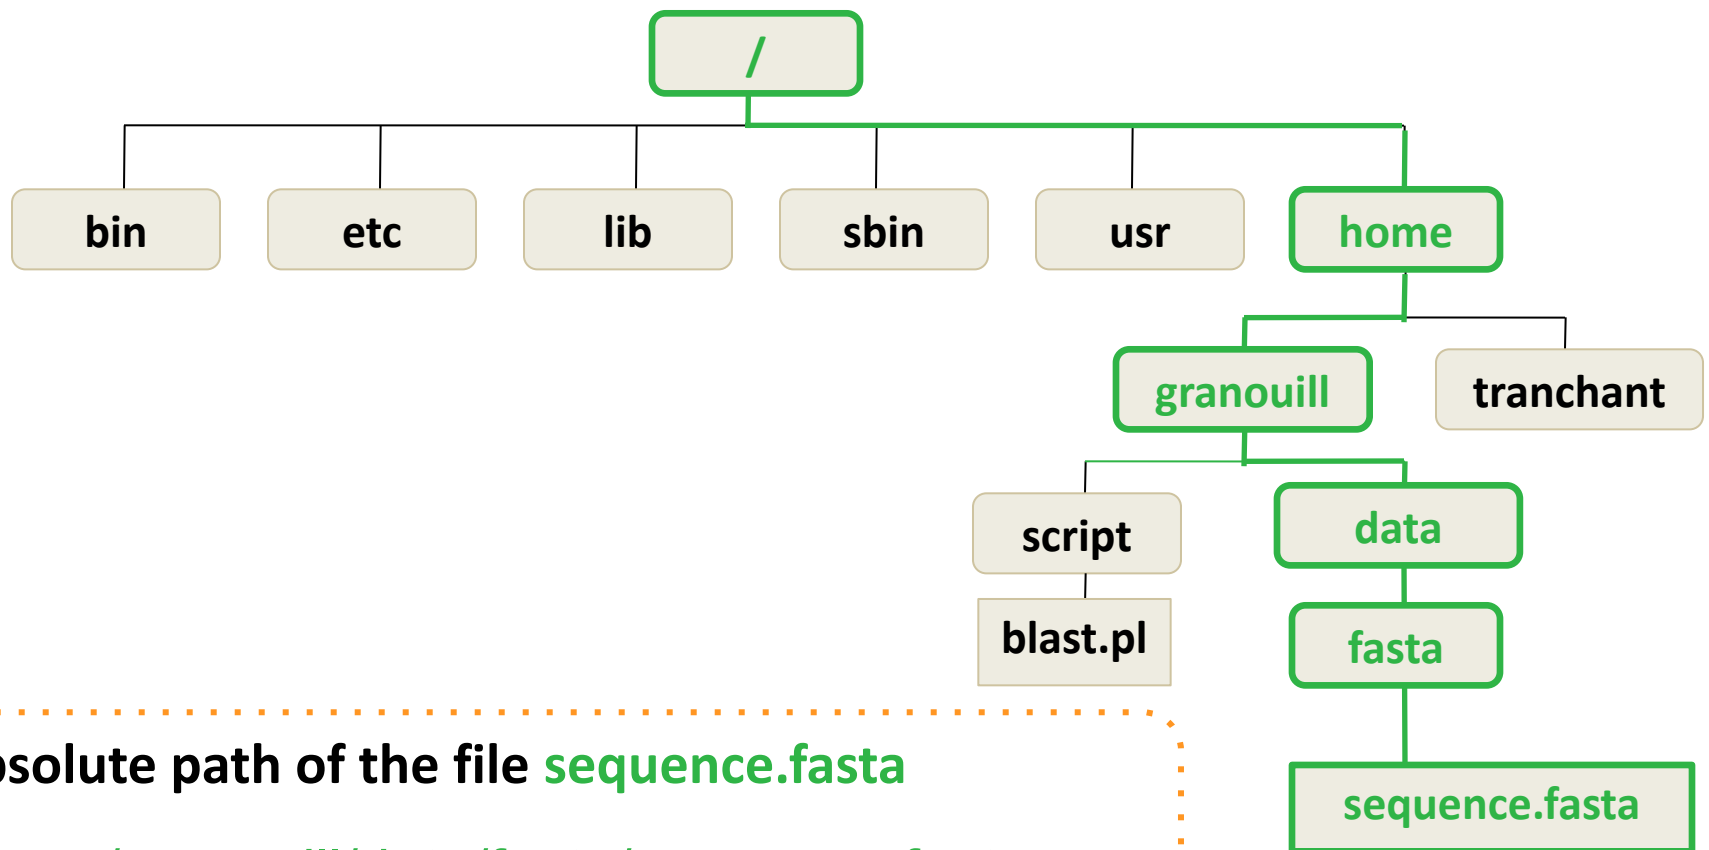 /
bin etc lib sbin usr home
granouill tranchant
script data
blast.pl
fasta
path of the file sequence.fasta
sequence.fasta